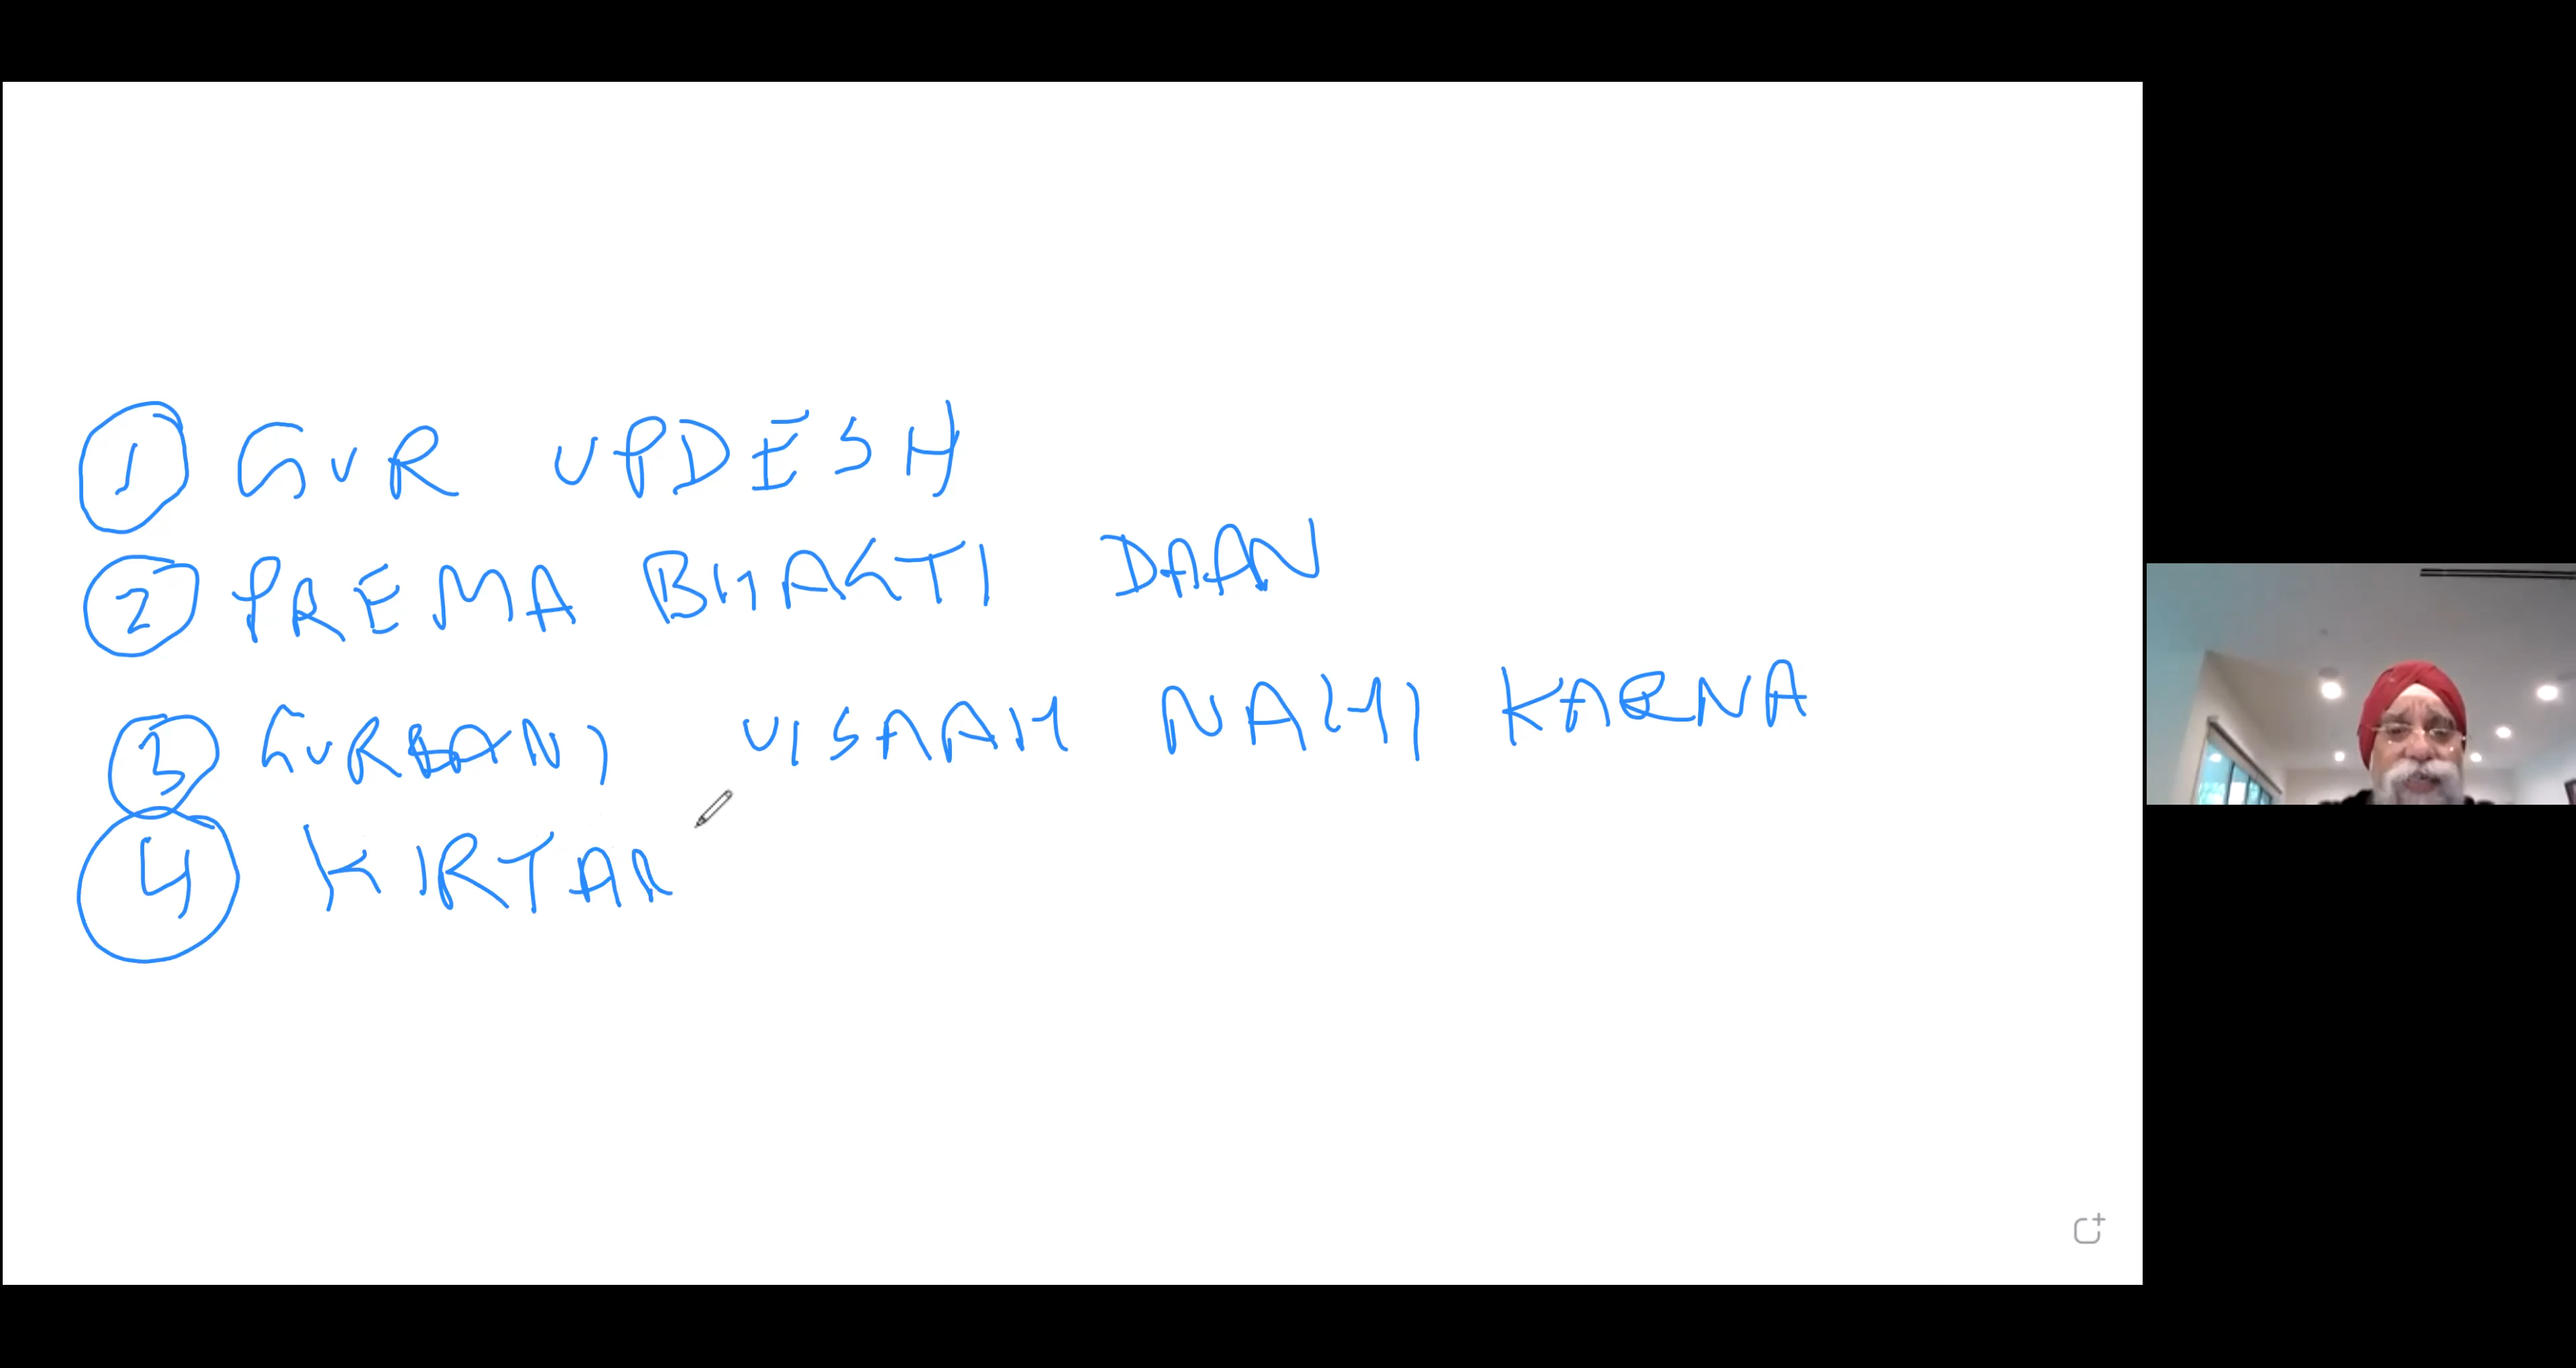 ① GUR UPDESH
② PREMA BHAGTI DAAN
③ GURBANI VISAAH NAHI KARNA
④ KIRTAN